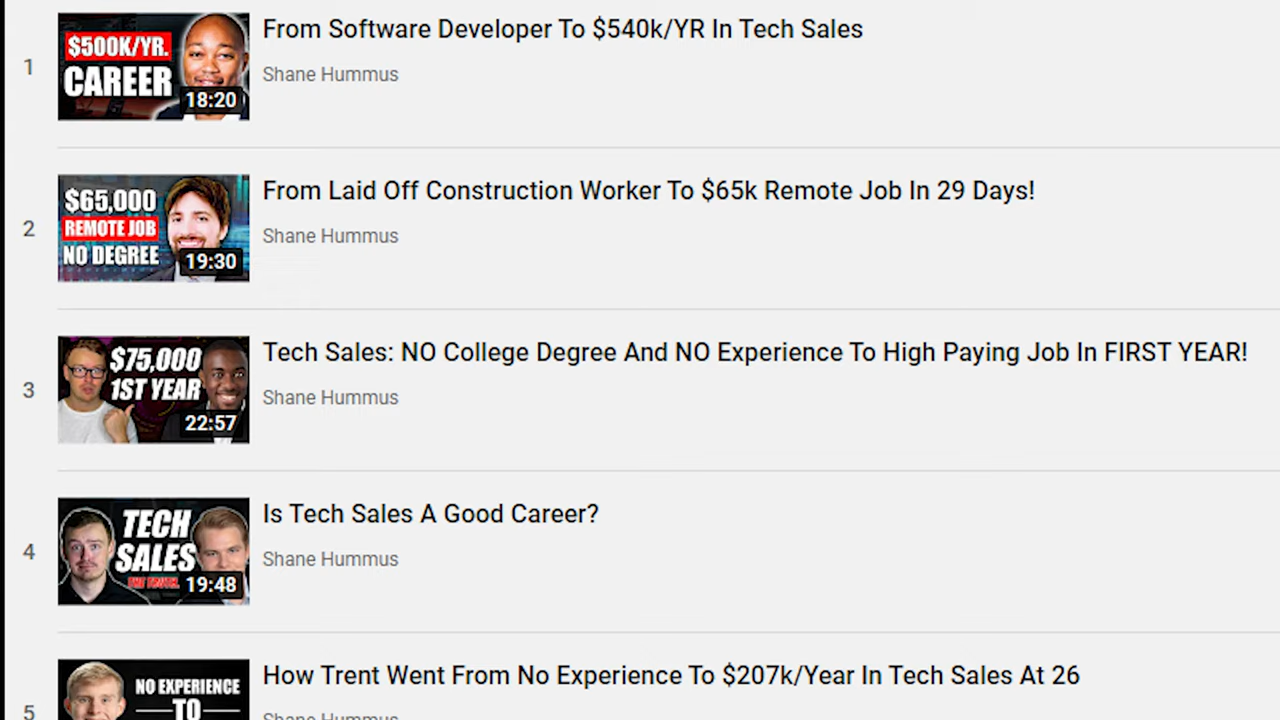 1
$500K/YR.
CAREER
18:20
From Software Developer To $540k/YR In Tech Sales
Shane Hummus
2
$65,000
REMOTE JOB
NO DEGREE
19:30
From Laid Off Construction Worker To $65k Remote Job In 29 Days!
Shane Hummus
3
$75,000
1ST YEAR
22:57
Tech Sales: NO College Degree And NO Experience To High Paying Job In FIRST YEAR!
Shane Hummus
4
TECH
SALES
THE TRUTH.
19:48
Is Tech Sales A Good Career?
Shane Hummus
5
NO EXPERIENCE
TO
How Trent Went From No Experience To $207k/Year In Tech Sales At 26
Shane Hummus